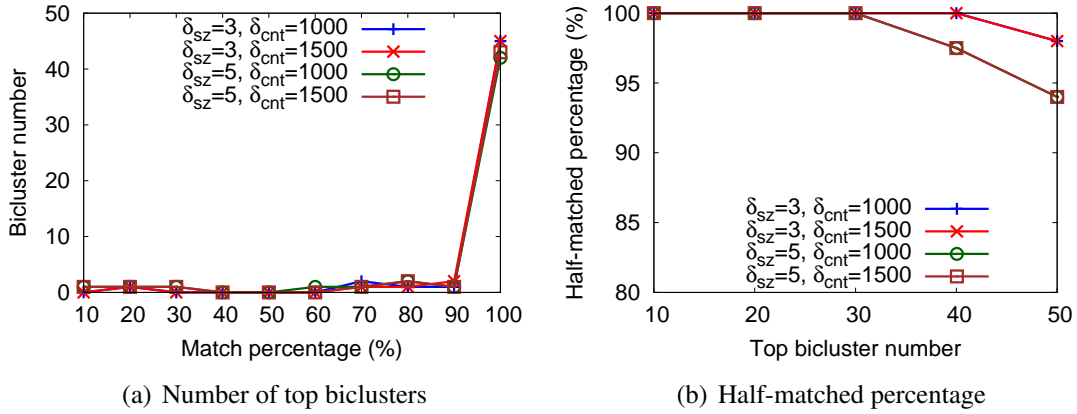 50
40
30
20
10
0
10 20 30 40 50 60 70 80 90 100
Bicluster number
Match percentage (%)
δsz=3, δcnt=1000
δsz=3, δcnt=1500
δsz=5, δcnt=1000
δsz=5, δcnt=1500
(a) Number of top biclusters
100
95
90
85
80
10 20 30 40 50
Half-matched percentage (%)
Top bicluster number
δsz=3, δcnt=1000
δsz=3, δcnt=1500
δsz=5, δcnt=1000
δsz=5, δcnt=1500
(b) Half-matched percentage